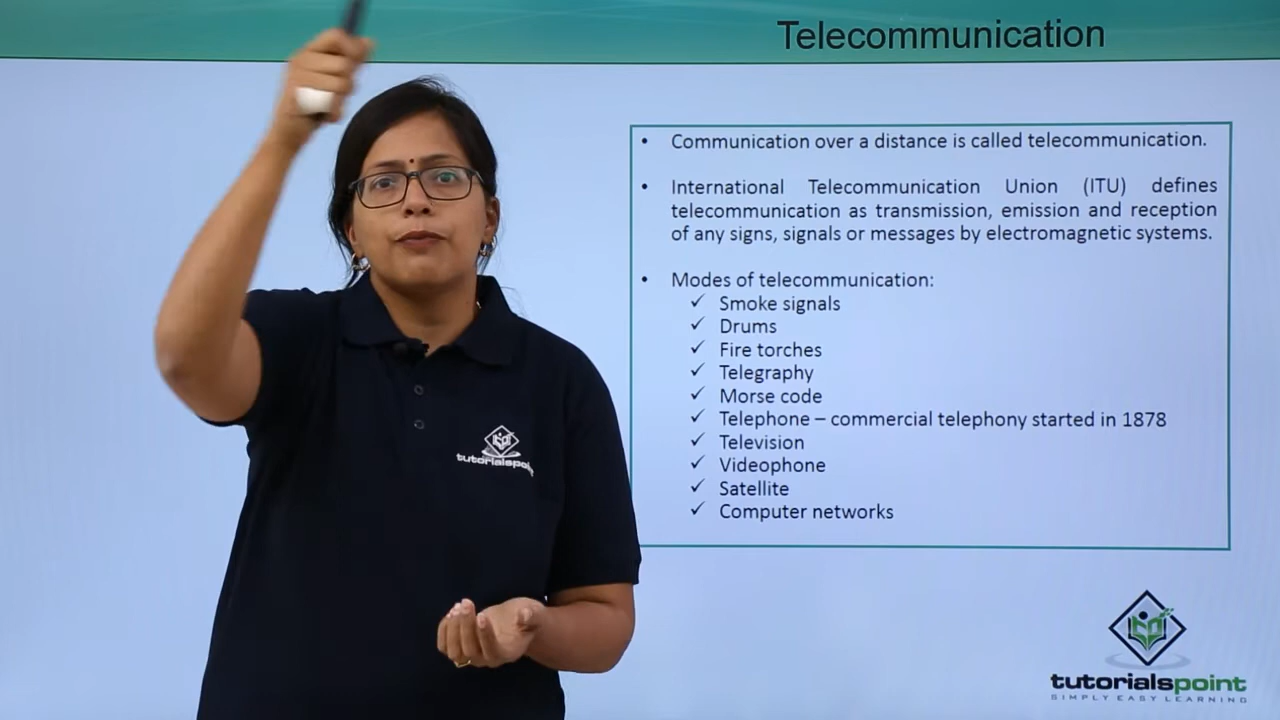 Telecommunication
• Communication over a distance is called telecommunication.
• International Telecommunication Union (ITU) defines
telecommunication as transmission, emission and reception
of any signs, signals or messages by electromagnetic systems.
• Modes of telecommunication:
✓ Smoke signals
✓ Drums
✓ Fire torches
✓ Telegraphy
✓ Morse code
✓ Telephone – commercial telephony started in 1878
✓ Television
✓ Videophone
✓ Satellite
✓ Computer networks
tutorialspoint
tutorialspoint
SIMPLY EASY LEARNING